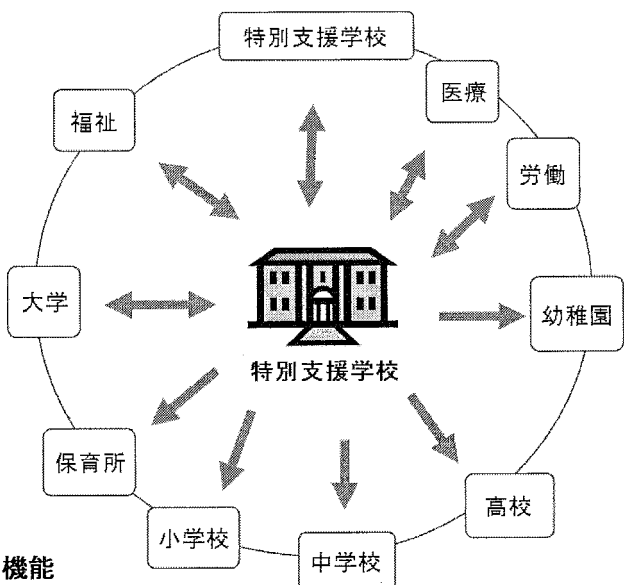 特別支援学校
医療
福祉
労働
大学
幼稚園
特別支援学校
保育所
高校
小学校
中学校
機能